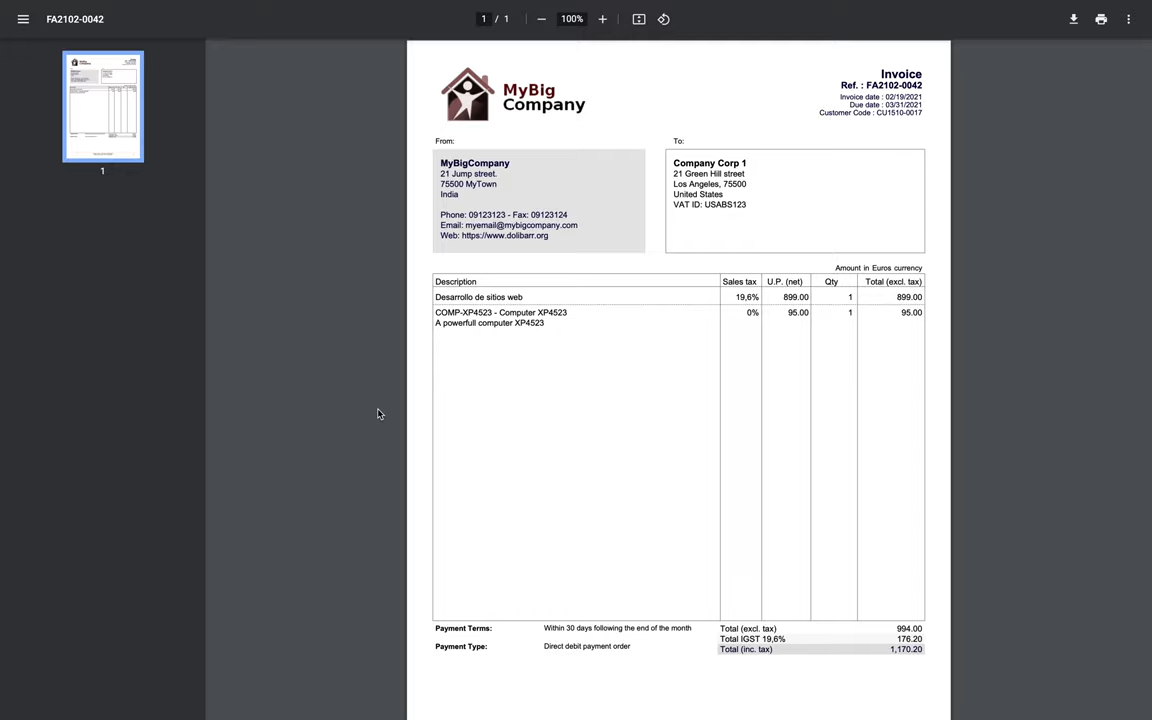 FA2102-0042
1 / 1
100%
1
MyBig
Company
Invoice
Ref. : FA2102-0042
Invoice date : 02/19/2021
Due date : 03/31/2021
Customer Code : CU1510-0017
From:
To:
MyBigCompany
21 Jump street.
75500 MyTown
India
Phone: 09123123 - Fax: 09123124
Email: myemail@mybigcompany.com
Web: https://www.dolibarr.org
Company Corp 1
21 Green Hill street
Los Angeles, 75500
United States
VAT ID: USABS123
Amount in Euros currency
Description Sales tax U.P. (net) Qty Total (excl. tax)
Desarrollo de sitios web 19,6% 899.00 1 899.00
COMP-XP4523 - Computer XP4523 0% 95.00 1 95.00
A powerfull computer XP4523
Payment Terms: Within 30 days following the end of the month
Payment Type: Direct debit payment order
Total (excl. tax) 994.00
Total IGST 19,6% 176.20
Total (inc. tax) 1,170.20